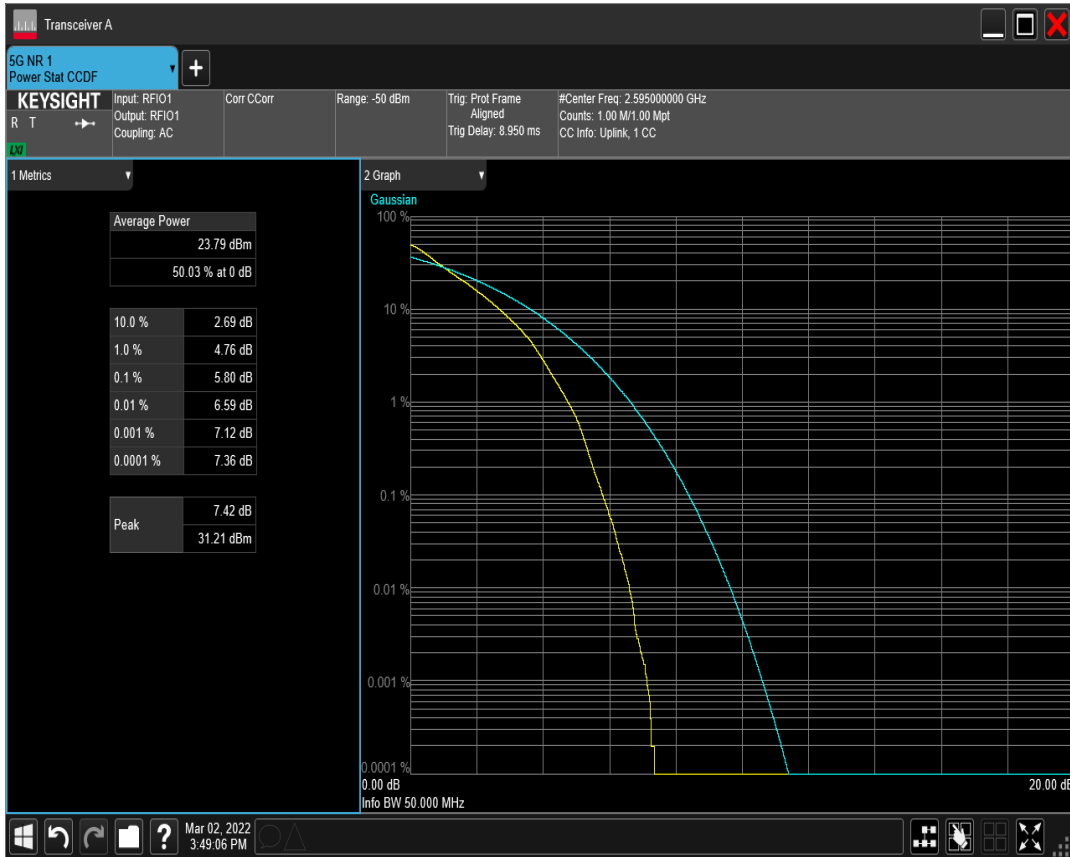 Transceiver A
5G NR 1
Power Stat CCDF
KEYSIGHT
R T
LXI
Input: RFIO1
Output: RFIO1
Coupling: AC
Corr CCorr
Range: -50 dBm
Trig: Prot Frame
Aligned
Trig Delay: 8.950 ms
#Center Freq: 2.595000000 GHz
Counts: 1.00 M/1.00 Mpt
CC Info: Uplink, 1 CC
1 Metrics
Average Power
23.79 dBm
50.03 % at 0 dB
10.0 % 2.69 dB
1.0 % 4.76 dB
0.1 % 5.80 dB
0.01 % 6.59 dB
0.001 % 7.12 dB
0.0001 % 7.36 dB
Peak
7.42 dB
31.21 dBm
2 Graph
Gaussian
100 %
10 %
1 %
0.1 %
0.01 %
0.001 %
0.0001 %
0.00 dB
20.00 dB
Info BW 50.000 MHz
?
Mar 02, 2022
3:49:06 PM